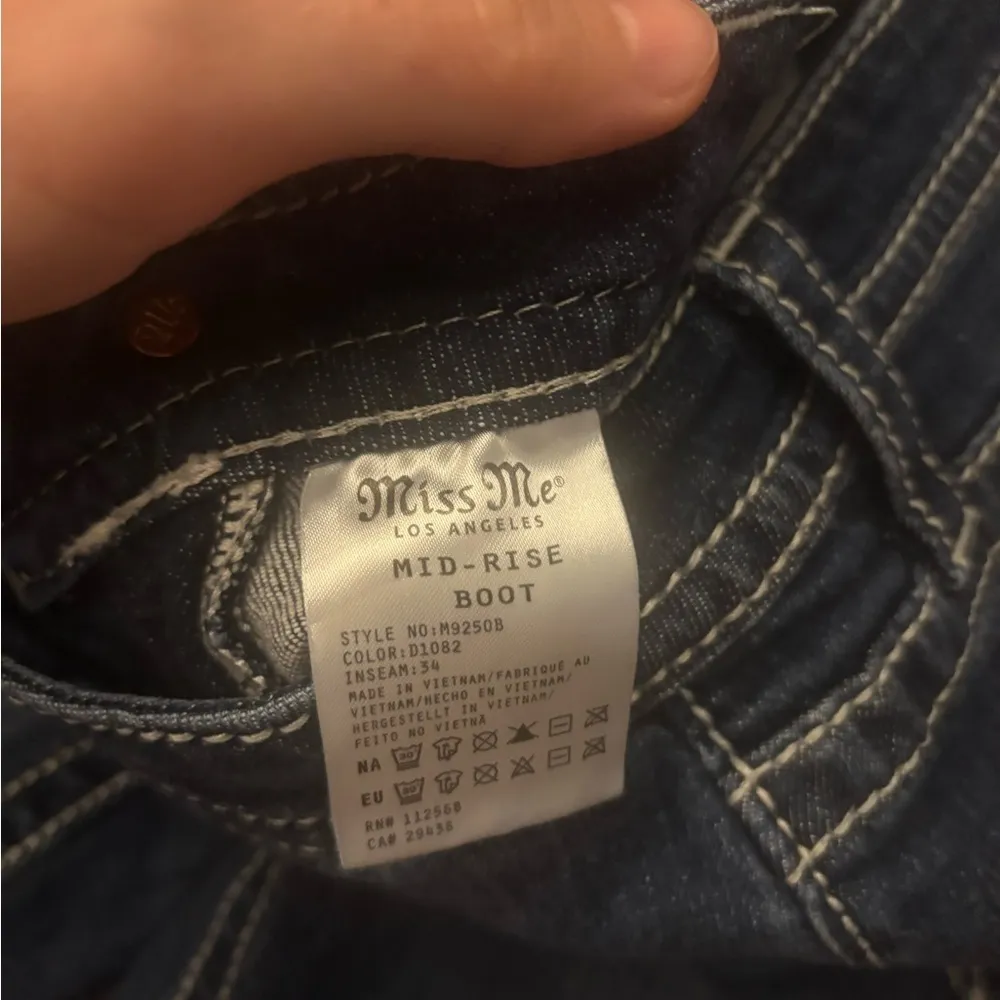 Miss Me®
LOS ANGELES
MID-RISE
BOOT
STYLE NO:M9250B
COLOR:D1082
INSEAM:34
MADE IN VIETNAM/FABRIQUE AU
VIETNAM/HECHO EN VIETNAM/
HERGESTELLT IN VIETNAM/
FEITO NO VIETNÃ
NA
EU
RN# 112568
CA# 29438